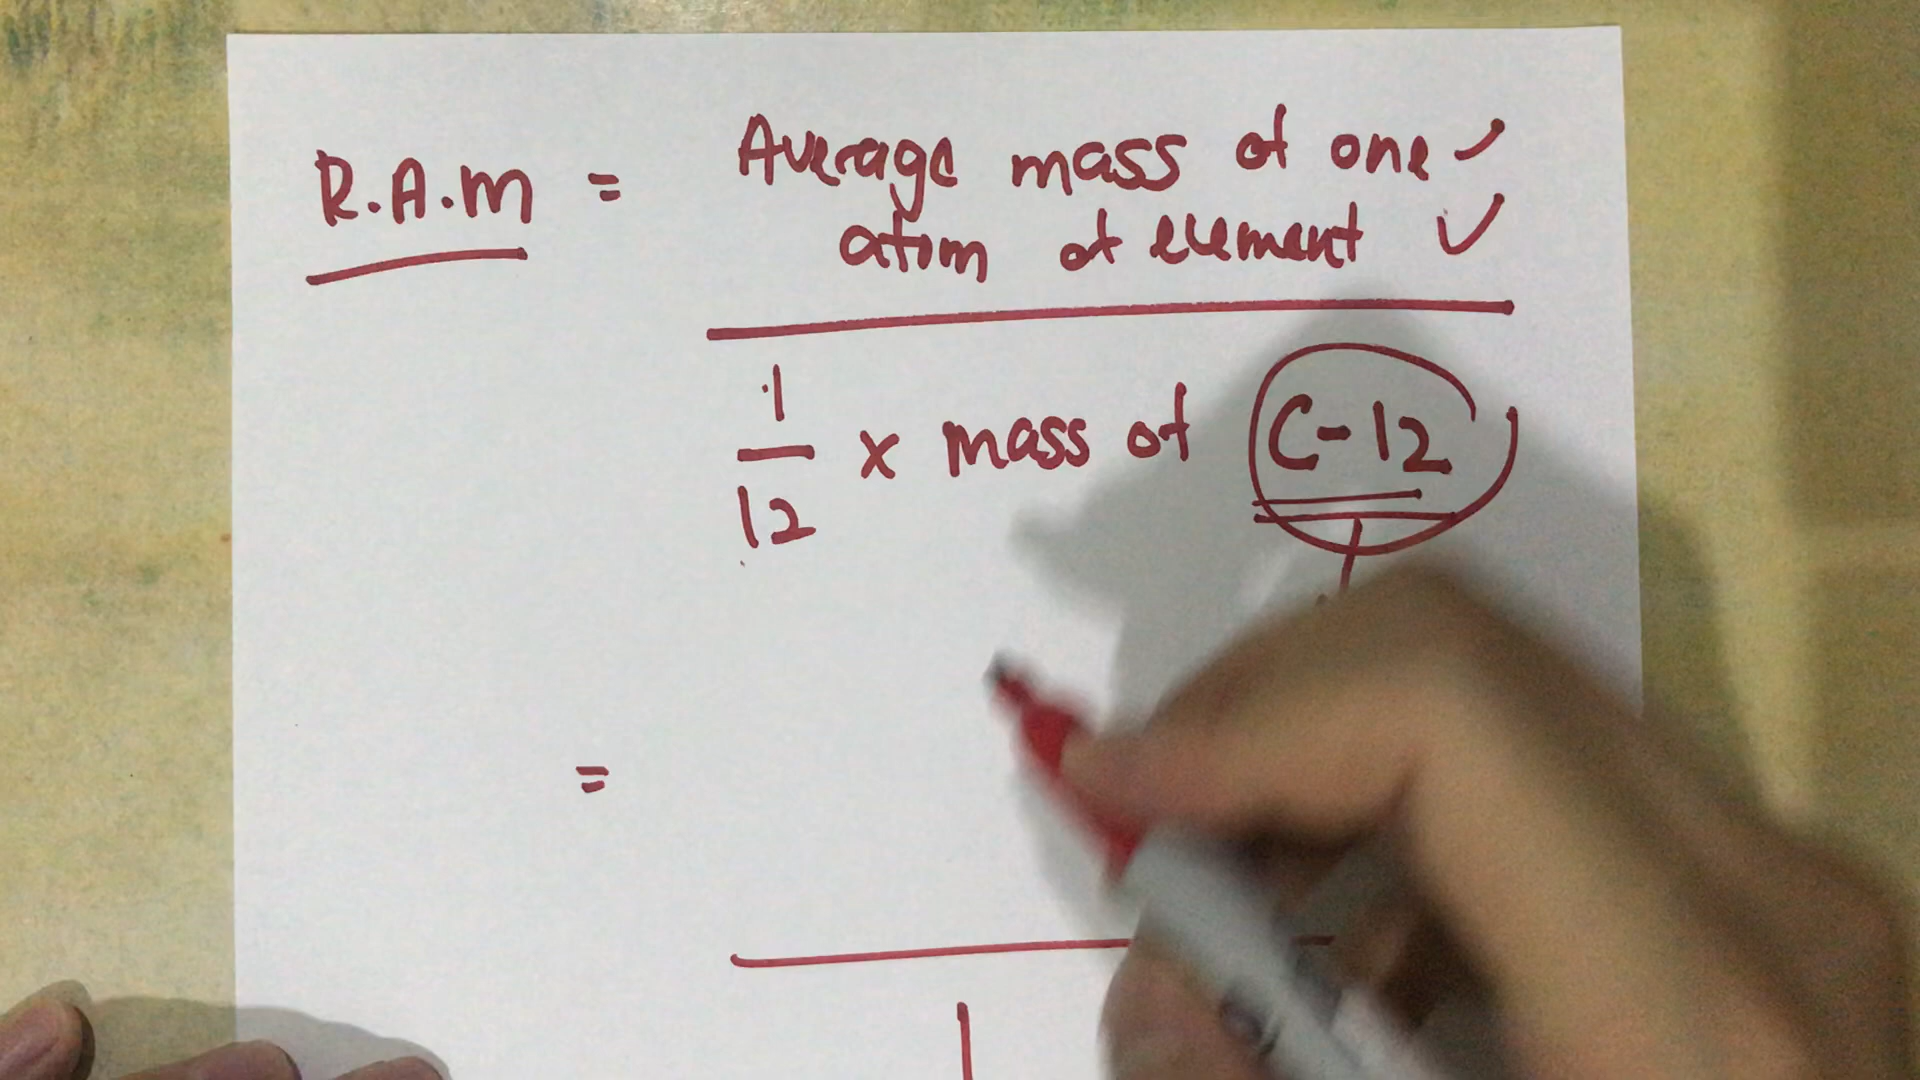 R.A.M = Average mass of one ✓
atom of element ✓
1
12 × mass of C-12
=
1